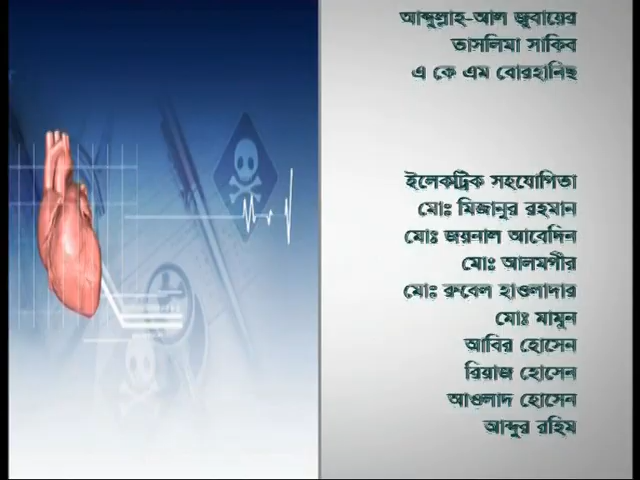 আব্দুল্লাহ-আল জুবায়ের
তাসলিমা সাকিব
এ কে এম বোরহানিছ
ইলেকট্রিক সহযোগিতা
মোঃ মিজানুর রহমান
মোঃ জয়নাল আবেদিন
মোঃ আলমগীর
মোঃ রুবেল হাওলাদার
মোঃ মামুন
আবির হোসেন
রিয়াজ হোসেন
আওলাদ হোসেন
আব্দুর রহিম